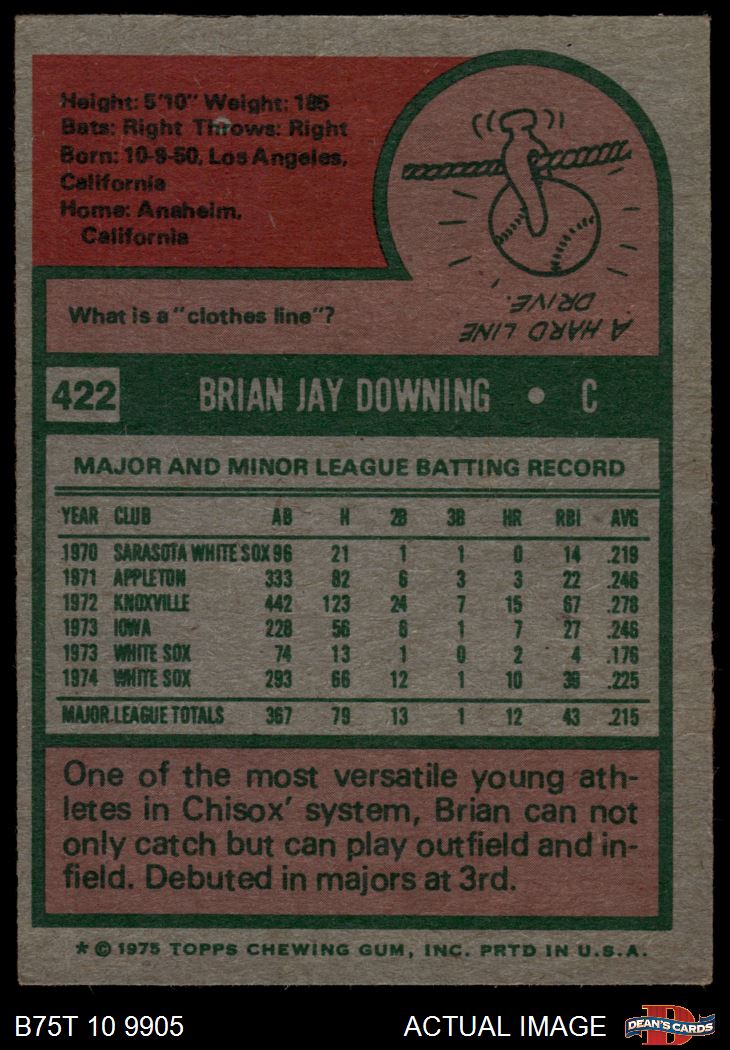 Height: 5'10" Weight: 185
Bats: Right Throws: Right
Born: 10-9-50, Los Angeles,
California
Home: Anaheim,
California
What is a "clothes line"?
A HARD LINE
DRIVE.
422 BRIAN JAY DOWNING • C
MAJOR AND MINOR LEAGUE BATTING RECORD
YEAR CLUB AB H 2B 3B HR RBI AVG
1970 SARASOTA WHITE SOX 96 21 1 1 0 14 .219
1971 APPLETON 333 82 6 3 3 22 .246
1972 KNOXVILLE 442 123 24 7 15 67 .278
1973 IOWA 228 56 6 1 7 27 .246
1973 WHITE SOX 74 13 1 0 2 4 .176
1974 WHITE SOX 293 66 12 1 10 39 .225
MAJOR LEAGUE TOTALS 367 79 13 1 12 43 .215
One of the most versatile young ath-
letes in Chisox' system, Brian can not
only catch but can play outfield and in-
field. Debuted in majors at 3rd.
* © 1975 TOPPS CHEWING GUM, INC. PRTD IN U.S.A.
B75T 10 9905 ACTUAL IMAGE D DEAN'S CARDS